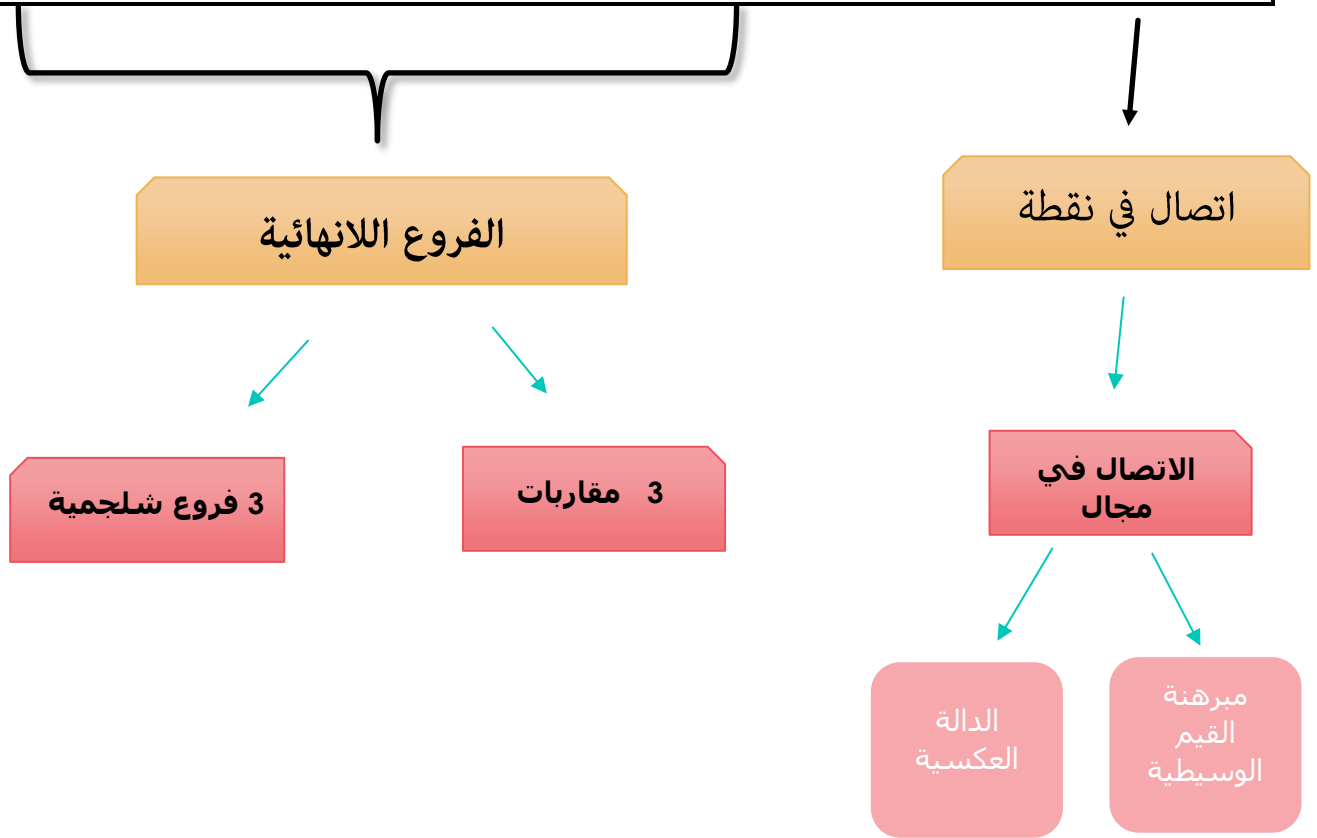 اتصال في نقطة
الفروع اللانهائية
الاتصال في
مجال
3 مقاربات
3 فروع شلجمية
مبرهنة
القيم
الوسيطية
الدالة
العكسية